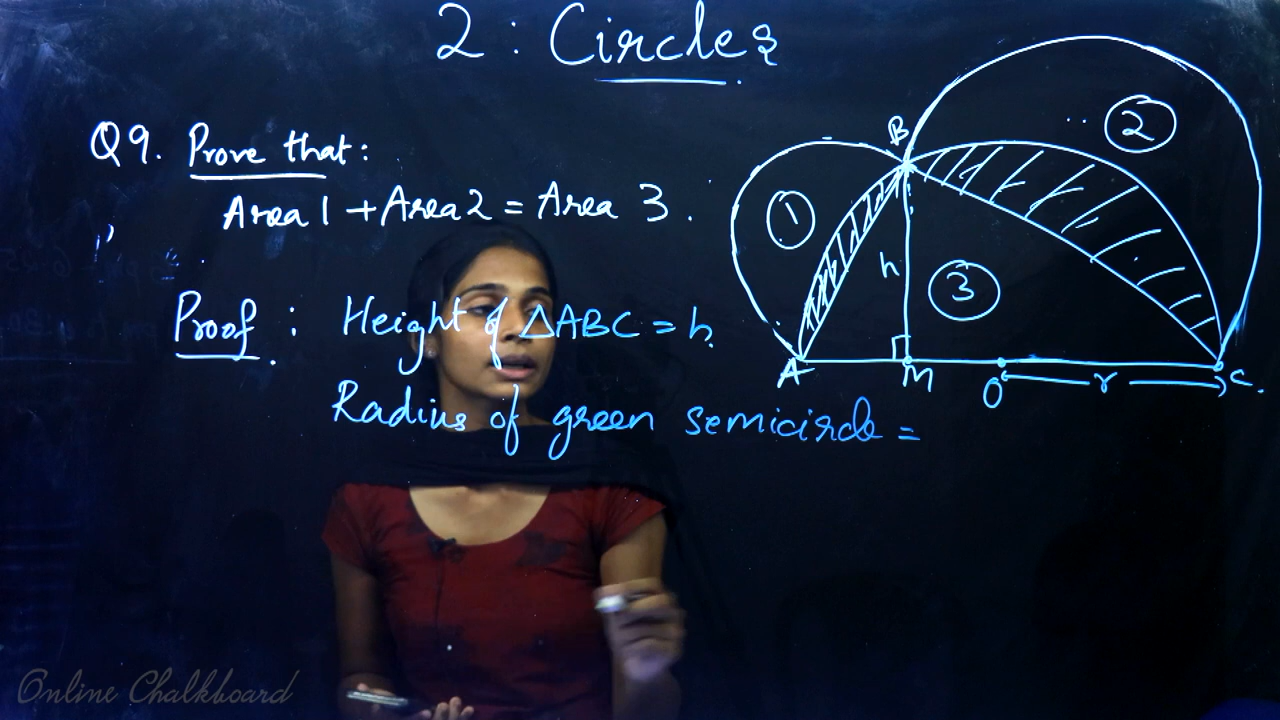 2 : Circles
Q9. Prove that:
Area 1 + Area 2 = Area 3.
Proof : Height of △ABC = h.
Radius of green semicircle =
B
1
2
h
3
A
M
O
r
C.
Online Chalkboard